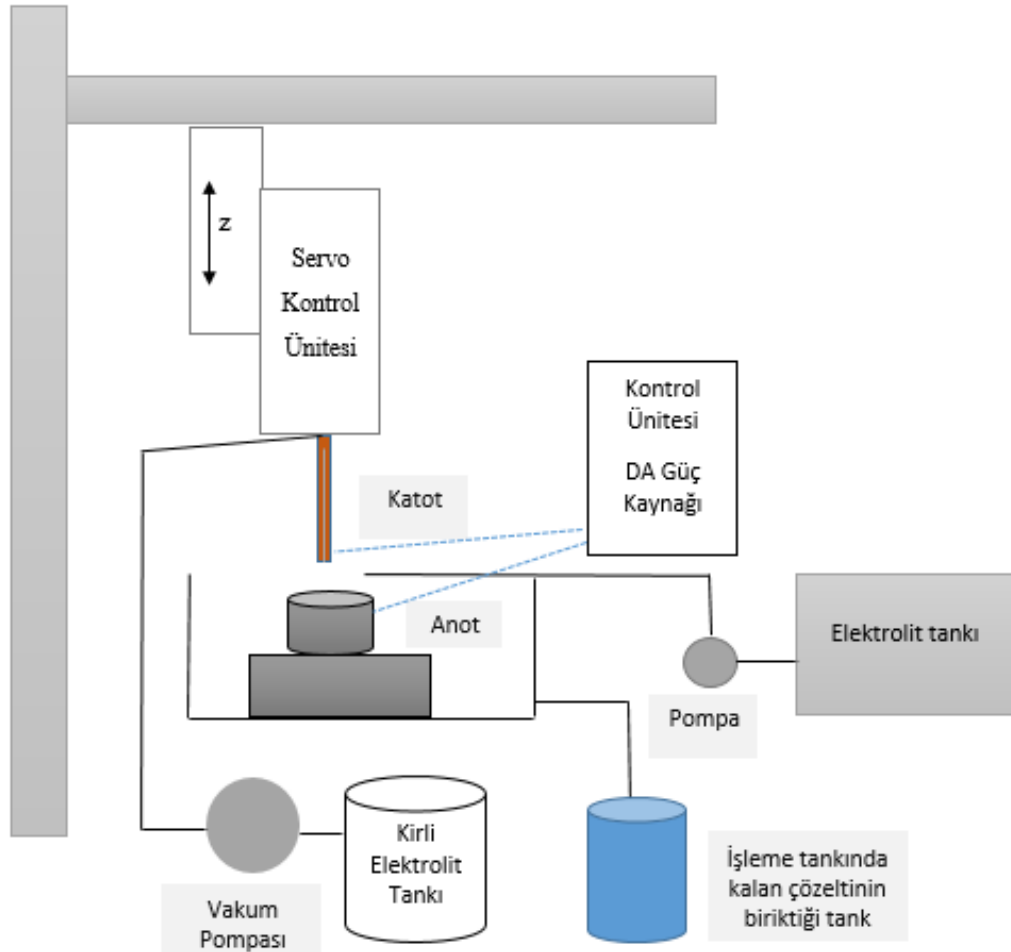 z
Servo
Kontrol
Ünitesi
Kontrol
Ünitesi
DA Güç
Kaynağı
Katot
Anot
Elektrolit tankı
Pompa
Kirli
Elektrolit
Tankı
Vakum
Pompası
İşleme tankında
kalan çözeltinin
biriktiği tank